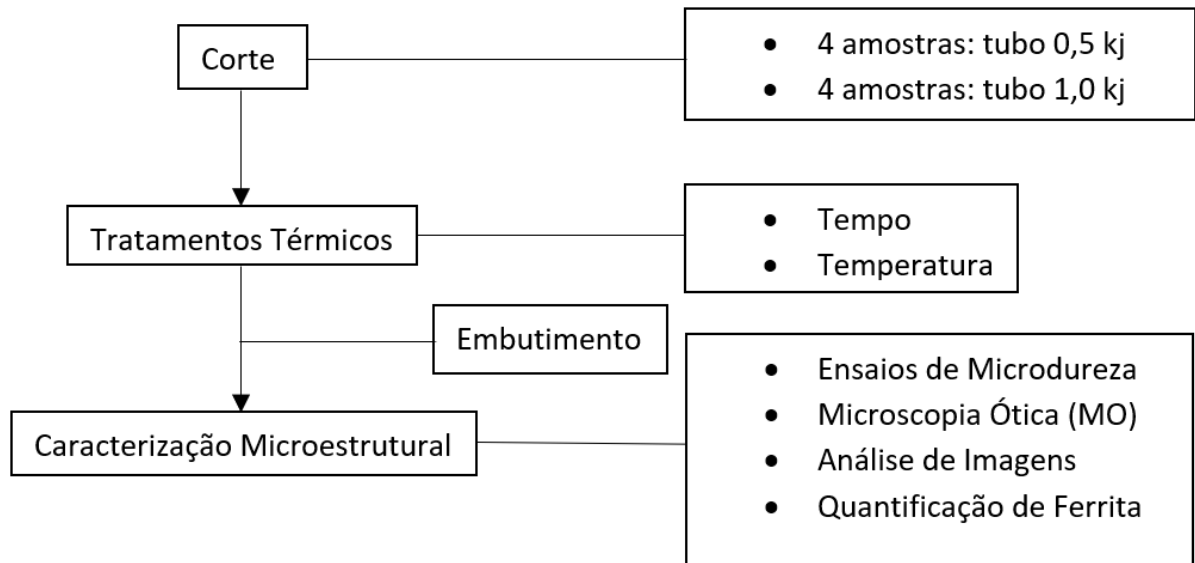 Corte
• 4 amostras: tubo 0,5 kj
• 4 amostras: tubo 1,0 kj
Tratamentos Térmicos
• Tempo
• Temperatura
Embutimento
Caracterização Microestrutural
• Ensaios de Microdureza
• Microscopia Ótica (MO)
• Análise de Imagens
• Quantificação de Ferrita